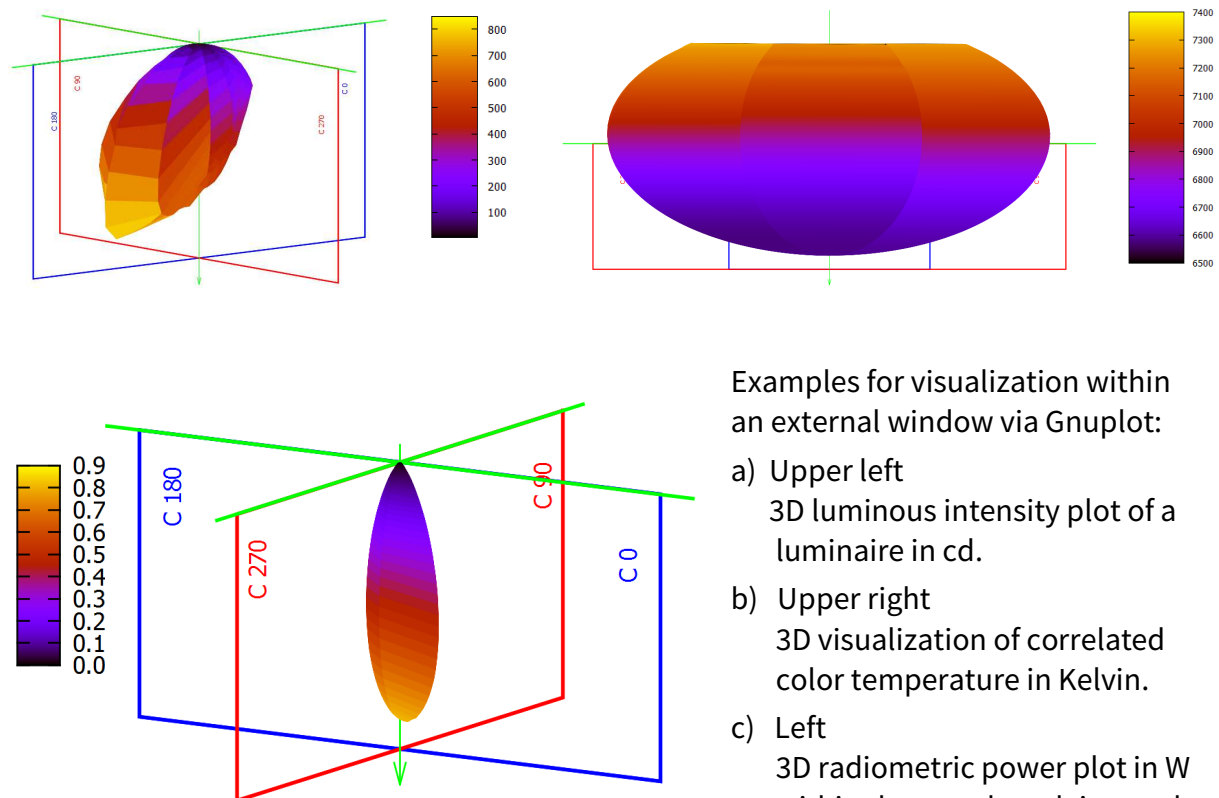 C 90
C 180
C 0
C 270
800
700
600
500
400
300
200
100
7400
7300
7200
7100
7000
6900
6800
6700
6600
6500
0.9
0.8
0.7
0.6
0.5
0.4
0.3
0.2
0.1
0.0
C 180
C 90
C 270
C 0
Examples for visualization within
an external window via Gnuplot:
a) Upper left
3D luminous intensity plot of a
luminaire in cd.
b) Upper right
3D visualization of correlated
color temperature in Kelvin.
c) Left
3D radiometric power plot in W